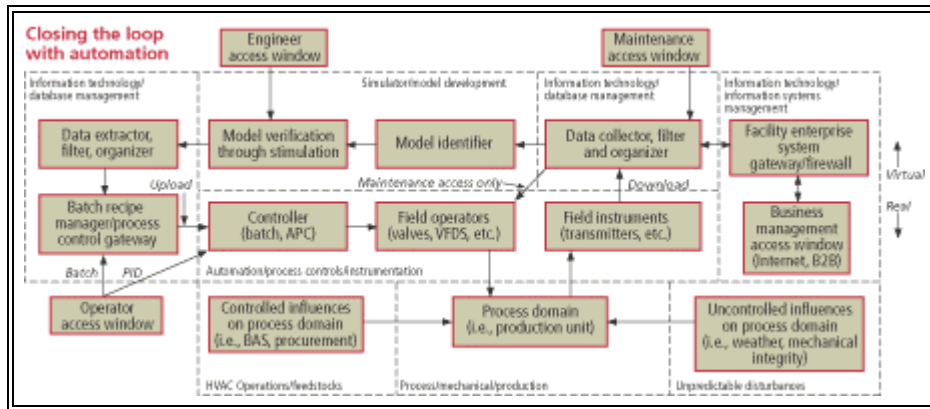 Closing the loop
with automation
Engineer
access window
Maintenance
access window
Information technology/
database management
Simulator/model development
Information technology/
database management
Information technology/
information systems
management
Data extractor,
filter, organizer
Model verification
through stimulation
Model identifier
Data collector, filter
and organizer
Facility enterprise
system
gateway/firewall
Virtual
Upload
Maintenance access only
Download
Real
Batch recipe
manager/process
control gateway
Controller
(batch, APC)
Field operators
(valves, VFDS, etc.)
Field instruments
(transmitters, etc.)
Business
management
access window
(Internet, B2B)
Batch
PID
Automation/process controls/instrumentation
Operator
access window
Controlled influences
on process domain
(i.e., BAS, procurement)
Process domain
(i.e., production unit)
Uncontrolled influences
on process domain
(i.e., weather, mechanical
integrity)
HVAC Operations/feedstocks
Process/mechanical/production
Unpredictable disturbances